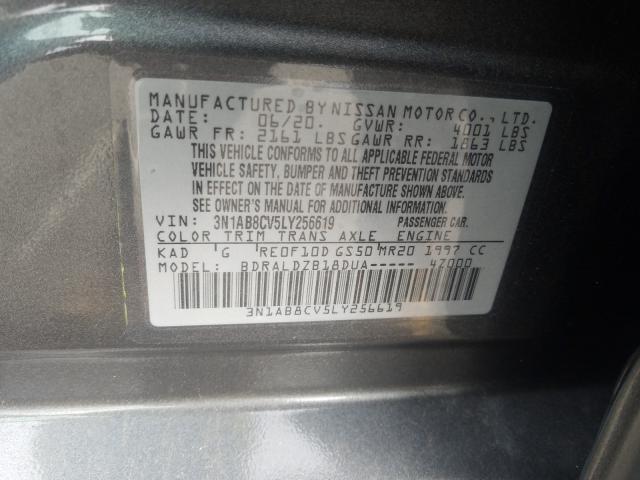 MANUFACTURED BY NISSAN MOTOR CO., LTD.
DATE: 06/20. GVWR: 4001 LBS
GAWR FR: 2161 LBS GAWR RR: 1863 LBS
THIS VEHICLE CONFORMS TO ALL APPLICABLE FEDERAL MOTOR
VEHICLE SAFETY, BUMPER AND THEFT PREVENTION STANDARDS
IN EFFECT ON THE DATE OF MANUFACTURE SHOWN ABOVE.
SEE OWNER'S MANUAL FOR ADDITIONAL INFORMATION.
VIN: 3N1AB8CV5LY256619 PASSENGER CAR.
COLOR TRIM TRANS AXLE ENGINE
KAD G RE0F10D GS50 MR20 1997 CC
MODEL: BDRALDZB18DUA----- 4Z000
3N1AB8CV5LY256619